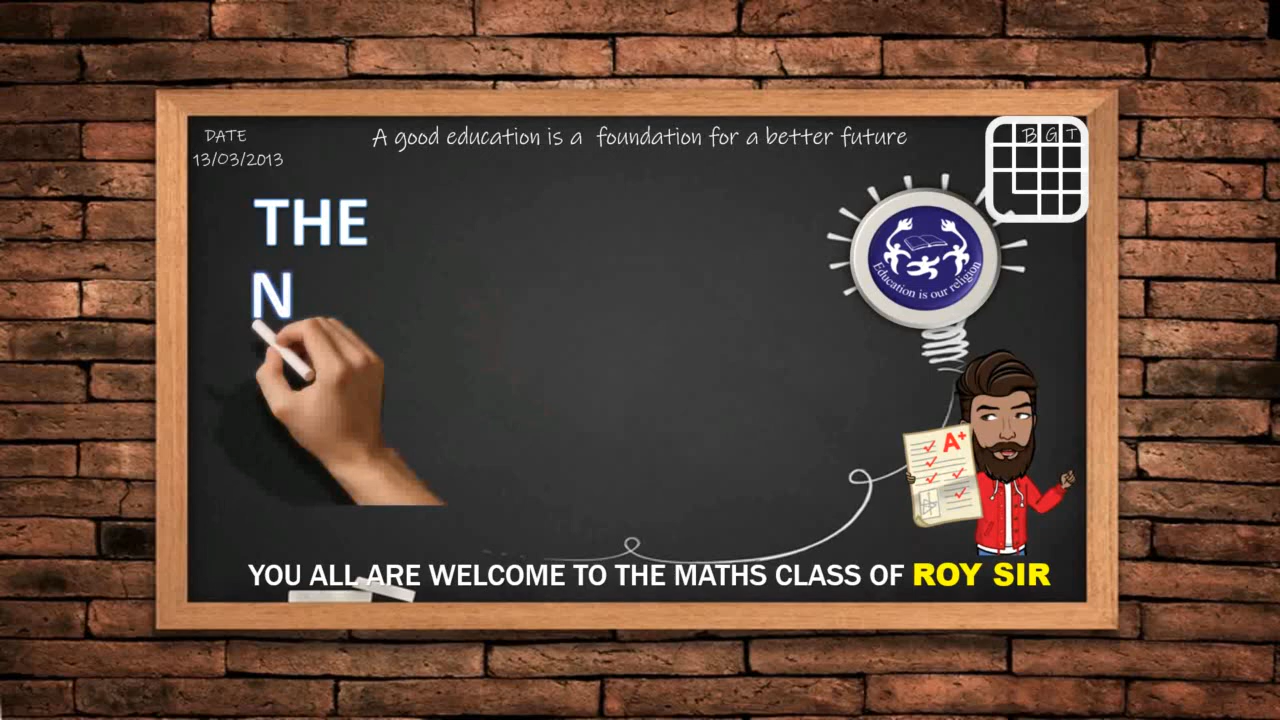 DATE
13/03/2013
A good education is a foundation for a better future
B G T
THE
N
Education is our religion
A+
YOU ALL ARE WELCOME TO THE MATHS CLASS OF ROY SIR